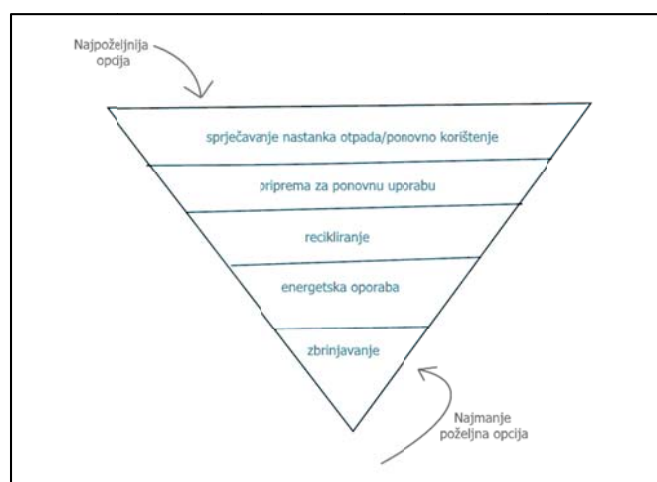 Najpoželjnija
opcija
sprječavanje nastanka otpada/ponovno korištenje
priprema za ponovnu uporabu
recikliranje
energetska oporaba
zbrinjavanje
Najmanje
poželjna opcija